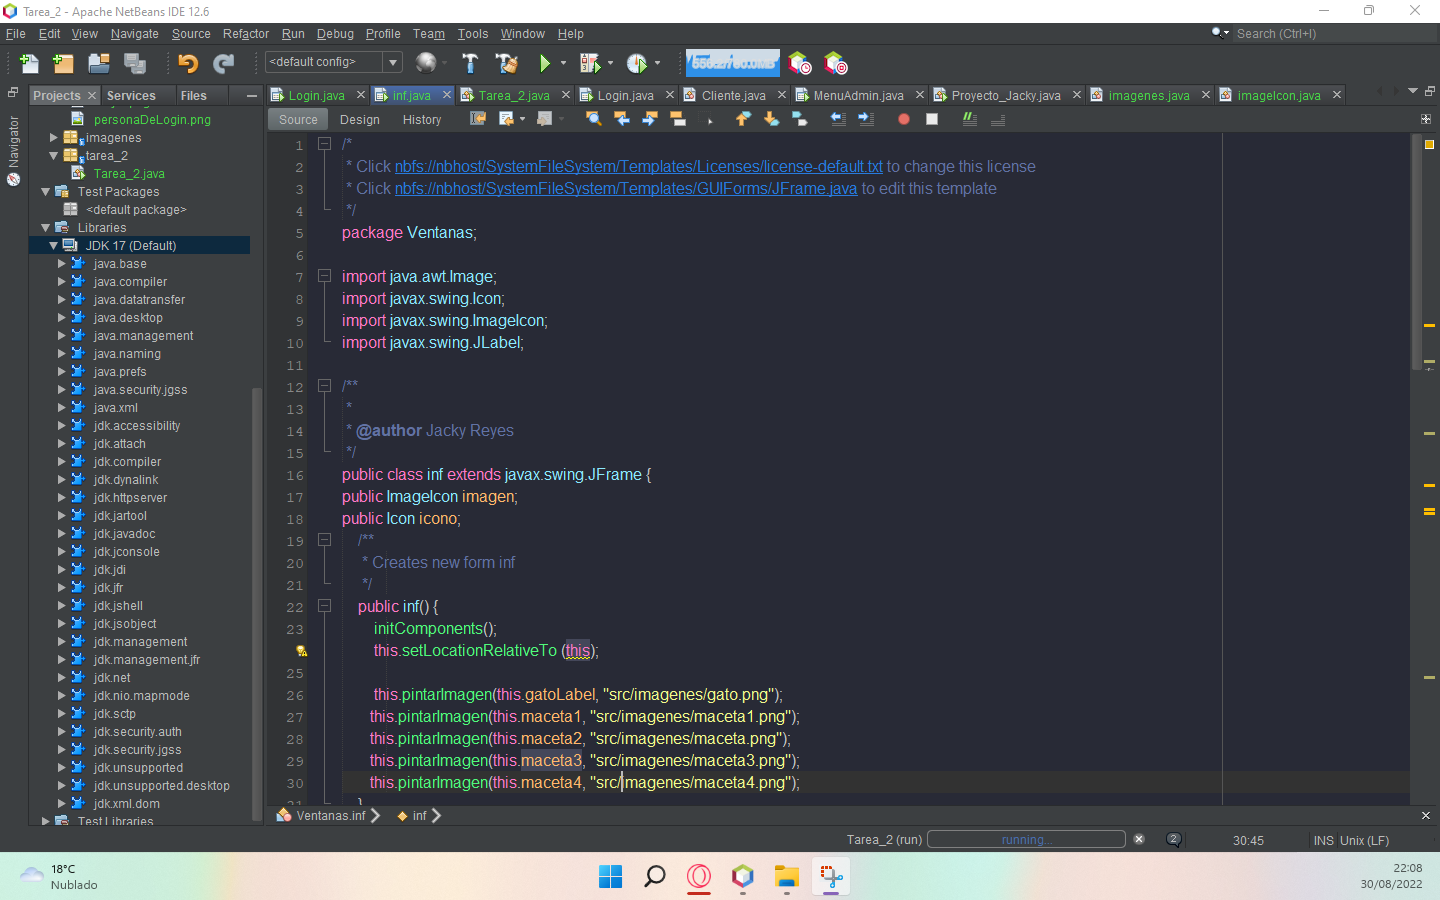 Tarea_2 - Apache NetBeans IDE 12.6
File Edit View Navigate Source Refactor Run Debug Profile Team Tools Window Help
Search (Ctrl+I)
<default config>
Projects Services Files
Login.java inf.java Tarea_2.java Login.java Cliente.java MenuAdmin.java Proyecto_Jacky.java imagenes.java imageIcon.java
Source Design History
Navigator
personaDeLogin.png
imagenes
tarea_2
Tarea_2.java
Test Packages
<default package>
Libraries
JDK 17 (Default)
java.base
java.compiler
java.datatransfer
java.desktop
java.management
java.naming
java.prefs
java.security.jgss
java.xml
jdk.accessibility
jdk.attach
jdk.compiler
jdk.dynalink
jdk.httpserver
jdk.jartool
jdk.javadoc
jdk.jconsole
jdk.jdi
jdk.jfr
jdk.jshell
jdk.jsobject
jdk.management
jdk.management.jfr
jdk.net
jdk.nio.mapmode
jdk.sctp
jdk.security.auth
jdk.security.jgss
jdk.unsupported
jdk.unsupported.desktop
jdk.xml.dom
Test Libraries
1 /*
2 * Click nbfs://nbhost/SystemFileSystem/Templates/Licenses/license-default.txt to change this license
3 * Click nbfs://nbhost/SystemFileSystem/Templates/GUIForms/JFrame.java to edit this template
4 */
5 package Ventanas;
6
7 import java.awt.Image;
8 import javax.swing.Icon;
9 import javax.swing.ImageIcon;
10 import javax.swing.JLabel;
11
12 /**
13 *
14 * @author Jacky Reyes
15 */
16 public class inf extends javax.swing.JFrame {
17 public ImageIcon imagen;
18 public Icon icono;
19 /**
20 * Creates new form inf
21 */
22 public inf() {
23 initComponents();
this.setLocationRelativeTo (this);
25
26 this.pintarImagen(this.gatoLabel, "src/imagenes/gato.png");
27 this.pintarImagen(this.maceta1, "src/imagenes/maceta1.png");
28 this.pintarImagen(this.maceta2, "src/imagenes/maceta.png");
29 this.pintarImagen(this.maceta3, "src/imagenes/maceta3.png");
30 this.pintarImagen(this.maceta4, "src/imagenes/maceta4.png");
31 }
Ventanas.inf inf
Tarea_2 (run) running... 2 30:45 INS Unix (LF)
18°C
Nublado
22:08
30/08/2022